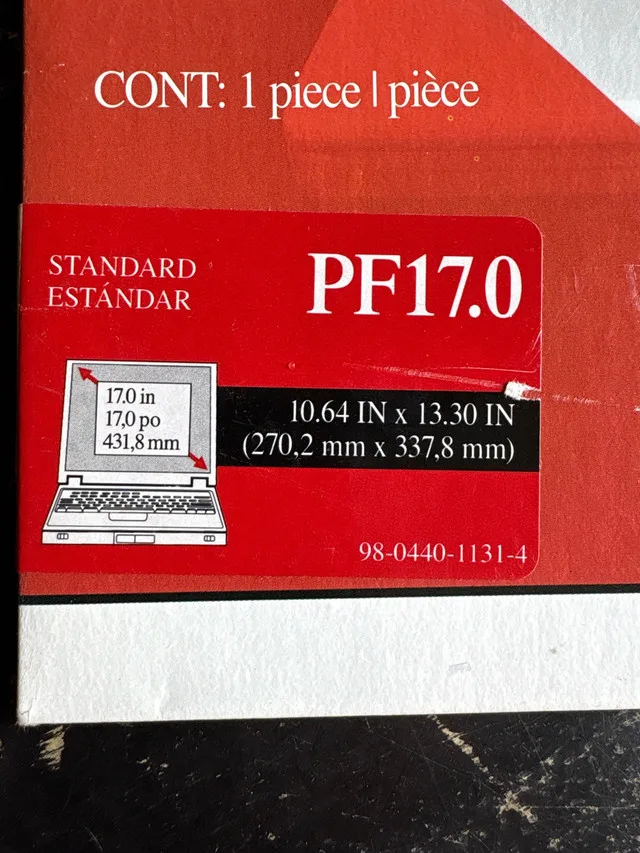 CONT: 1 piece | pièce
STANDARD
ESTÁNDAR
PF17.0
17.0 in
17,0 po
431,8 mm
10.64 IN x 13.30 IN
(270,2 mm x 337,8 mm)
98-0440-1131-4